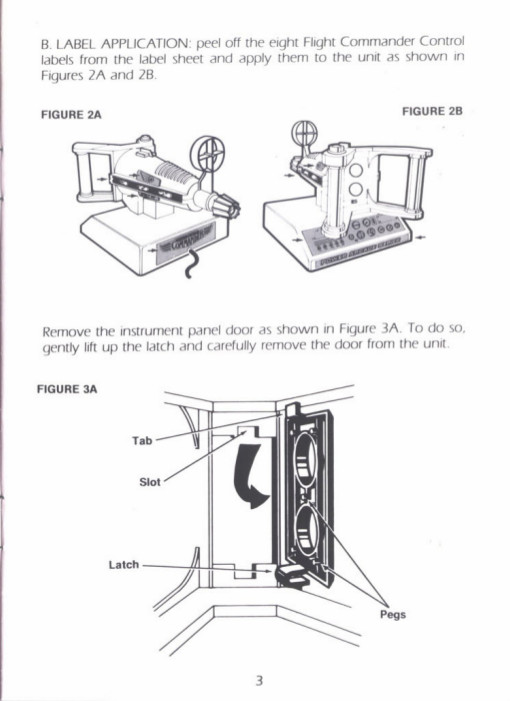 B. LABEL APPLICATION: peel off the eight Flight Commander Control
labels from the label sheet and apply them to the unit as shown in
Figures 2A and 2B.
FIGURE 2A
FIGURE 2B
COMMANDER
Remove the instrument panel door as shown in Figure 3A. To do so,
gently lift up the latch and carefully remove the door from the unit.
FIGURE 3A
Tab
Slot
Latch
Pegs
3